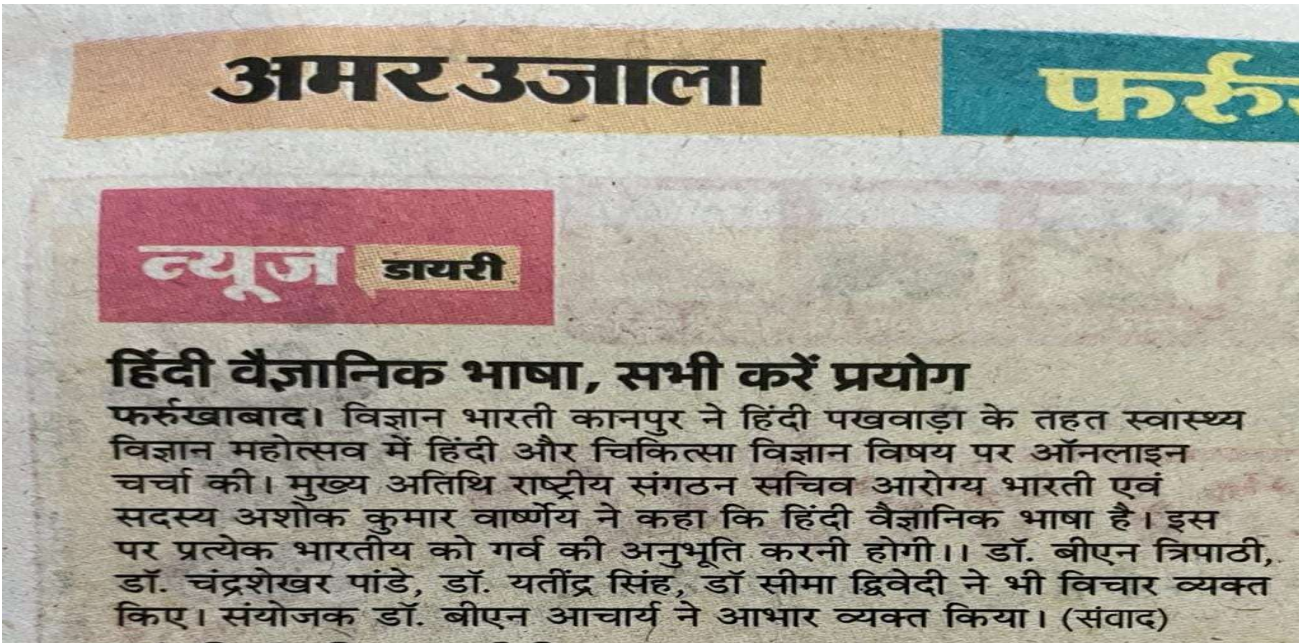 अमर उजाला
न्यूज डायरी
हिंदी वैज्ञानिक भाषा, सभी करें प्रयोग
फर्रुखाबाद। विज्ञान भारती कानपुर ने हिंदी पखवाड़ा के तहत स्वास्थ्य
विज्ञान महोत्सव में हिंदी और चिकित्सा विज्ञान विषय पर ऑनलाइन
चर्चा की। मुख्य अतिथि राष्ट्रीय संगठन सचिव आरोग्य भारती एवं
सदस्य अशोक कुमार वार्ष्णेय ने कहा कि हिंदी वैज्ञानिक भाषा है। इस
पर प्रत्येक भारतीय को गर्व की अनुभूति करनी होगी।। डॉ. बीएन त्रिपाठी,
डॉ. चंद्रशेखर पांडे, डॉ. यतींद्र सिंह, डॉ सीमा द्विवेदी ने भी विचार व्यक्त
किए। संयोजक डॉ. बीएन आचार्य ने आभार व्यक्त किया। (संवाद)